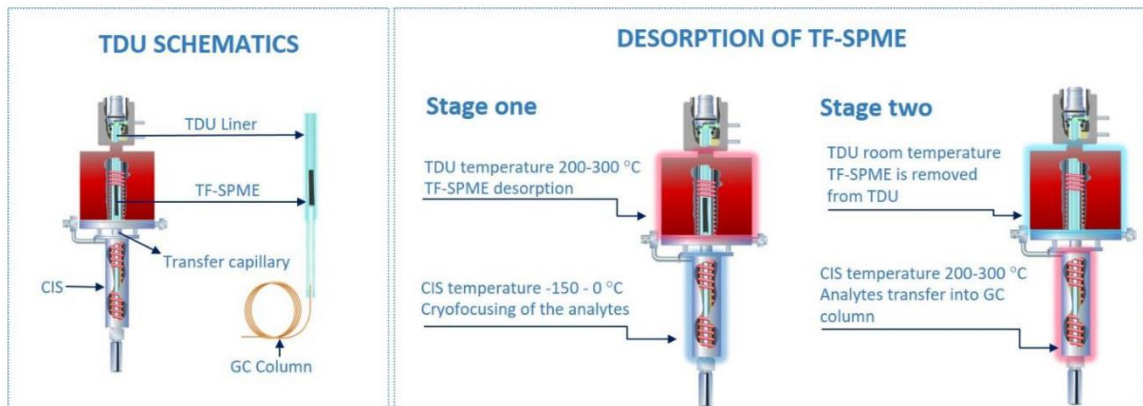 TDU SCHEMATICS
TDU Liner
TF-SPME
Transfer capillary
CIS
GC Column
DESORPTION OF TF-SPME
Stage one
TDU temperature 200-300 °C
TF-SPME desorption
CIS temperature -150 - 0 °C
Cryofocusing of the analytes
Stage two
TDU room temperature
TF-SPME is removed
from TDU
CIS temperature 200-300 °C
Analytes transfer into GC
column